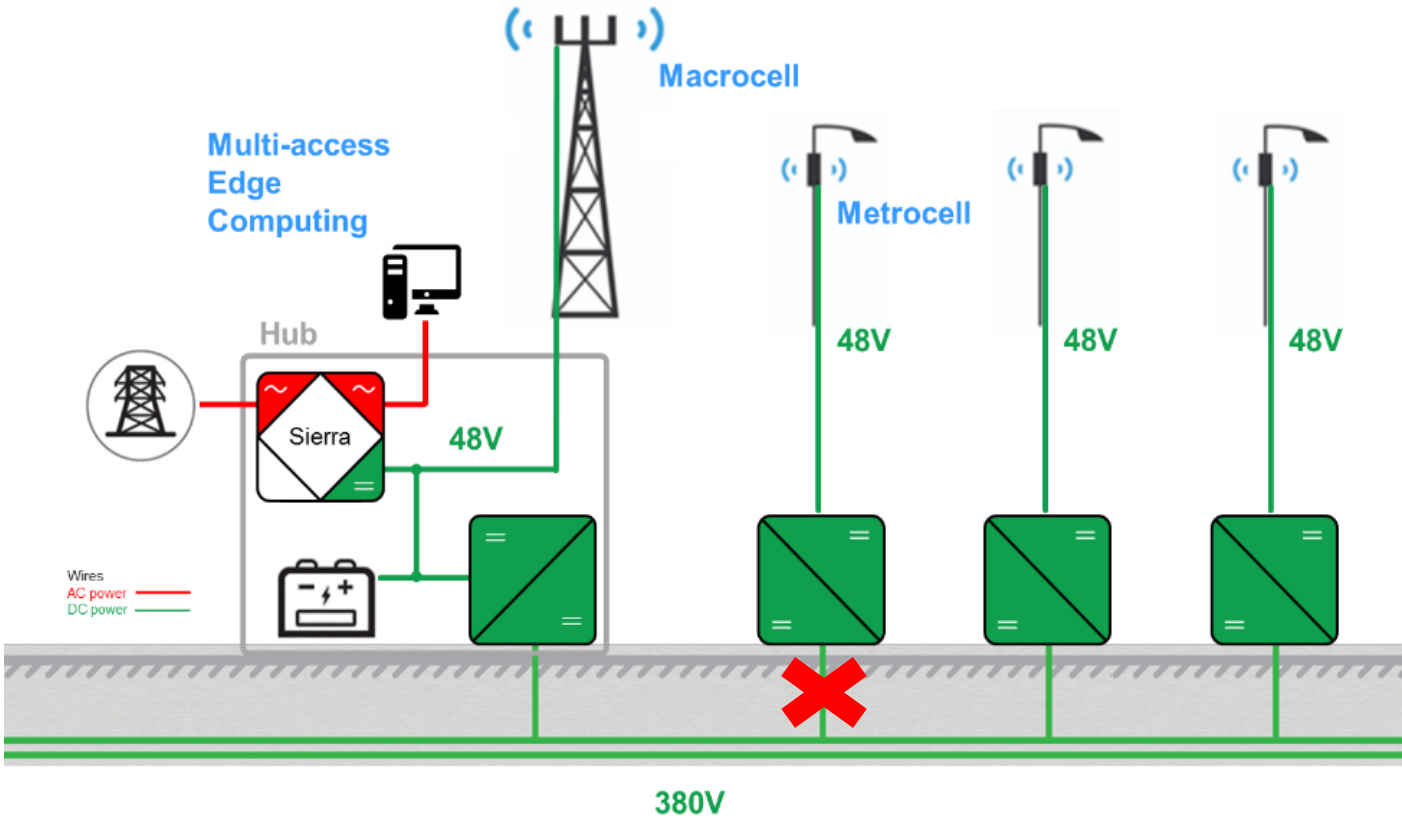 Macrocell
Multi-access
Edge
Computing
Metrocell
Hub
48V
48V
48V
Sierra
48V
Wires
AC power
DC power
380V